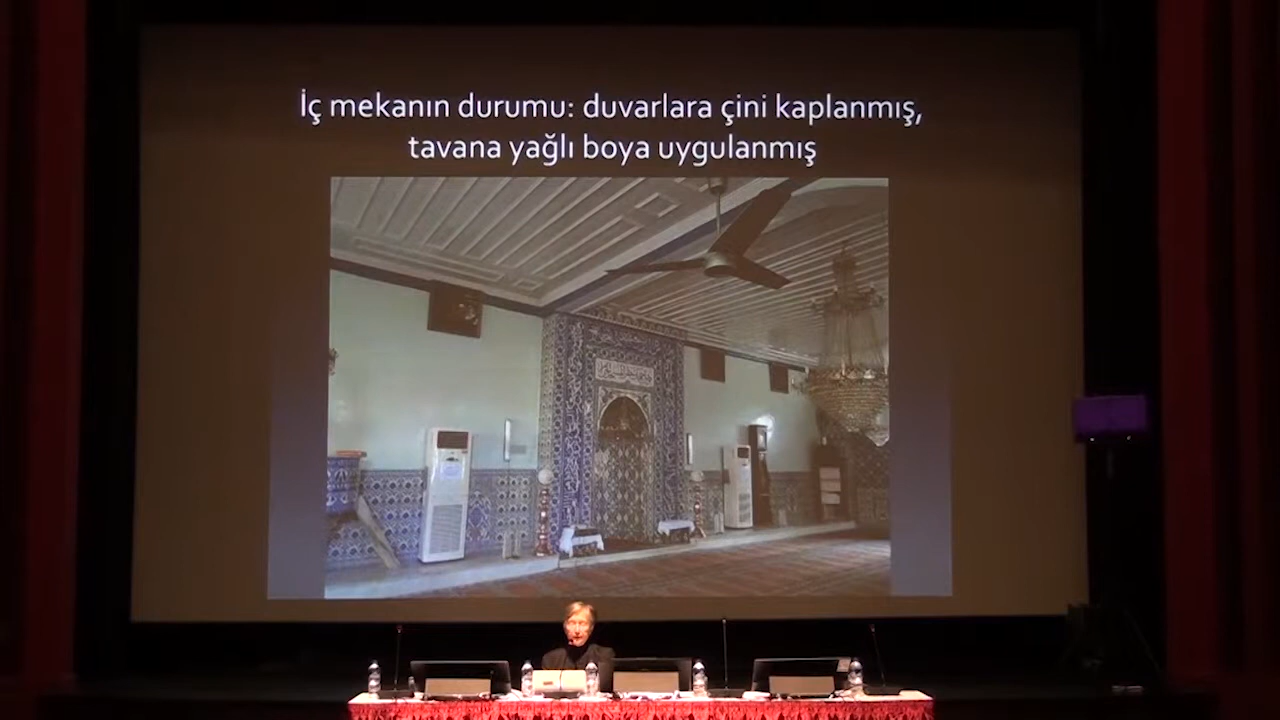 İç mekanın durumu: duvarlara çini kaplanmış,
tavana yağlı boya uygulanmış